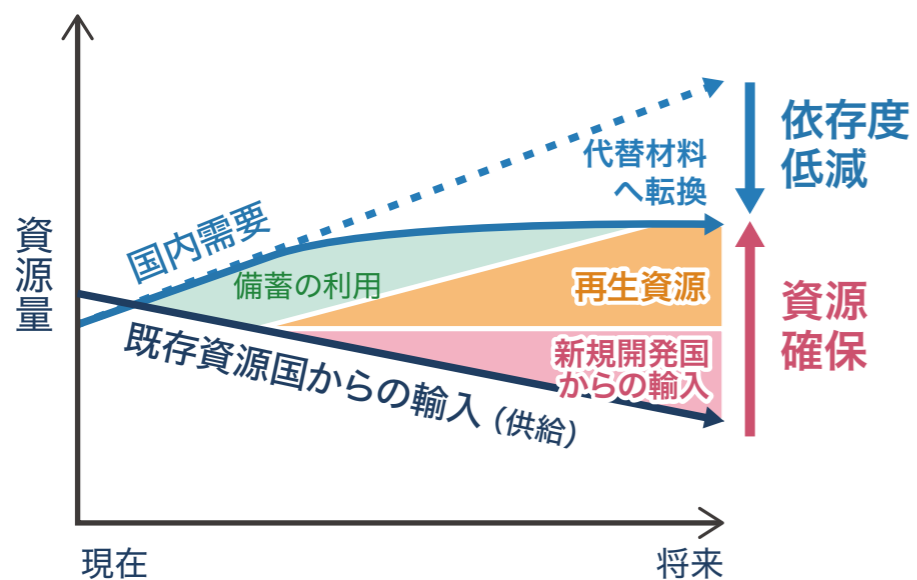 依存度
低減
代替材料
へ転換
国内需要
資源量
備蓄の利用
再生資源
資源
確保
既存資源国からの輸入（供給）
新規開発国
からの輸入
現在
将来